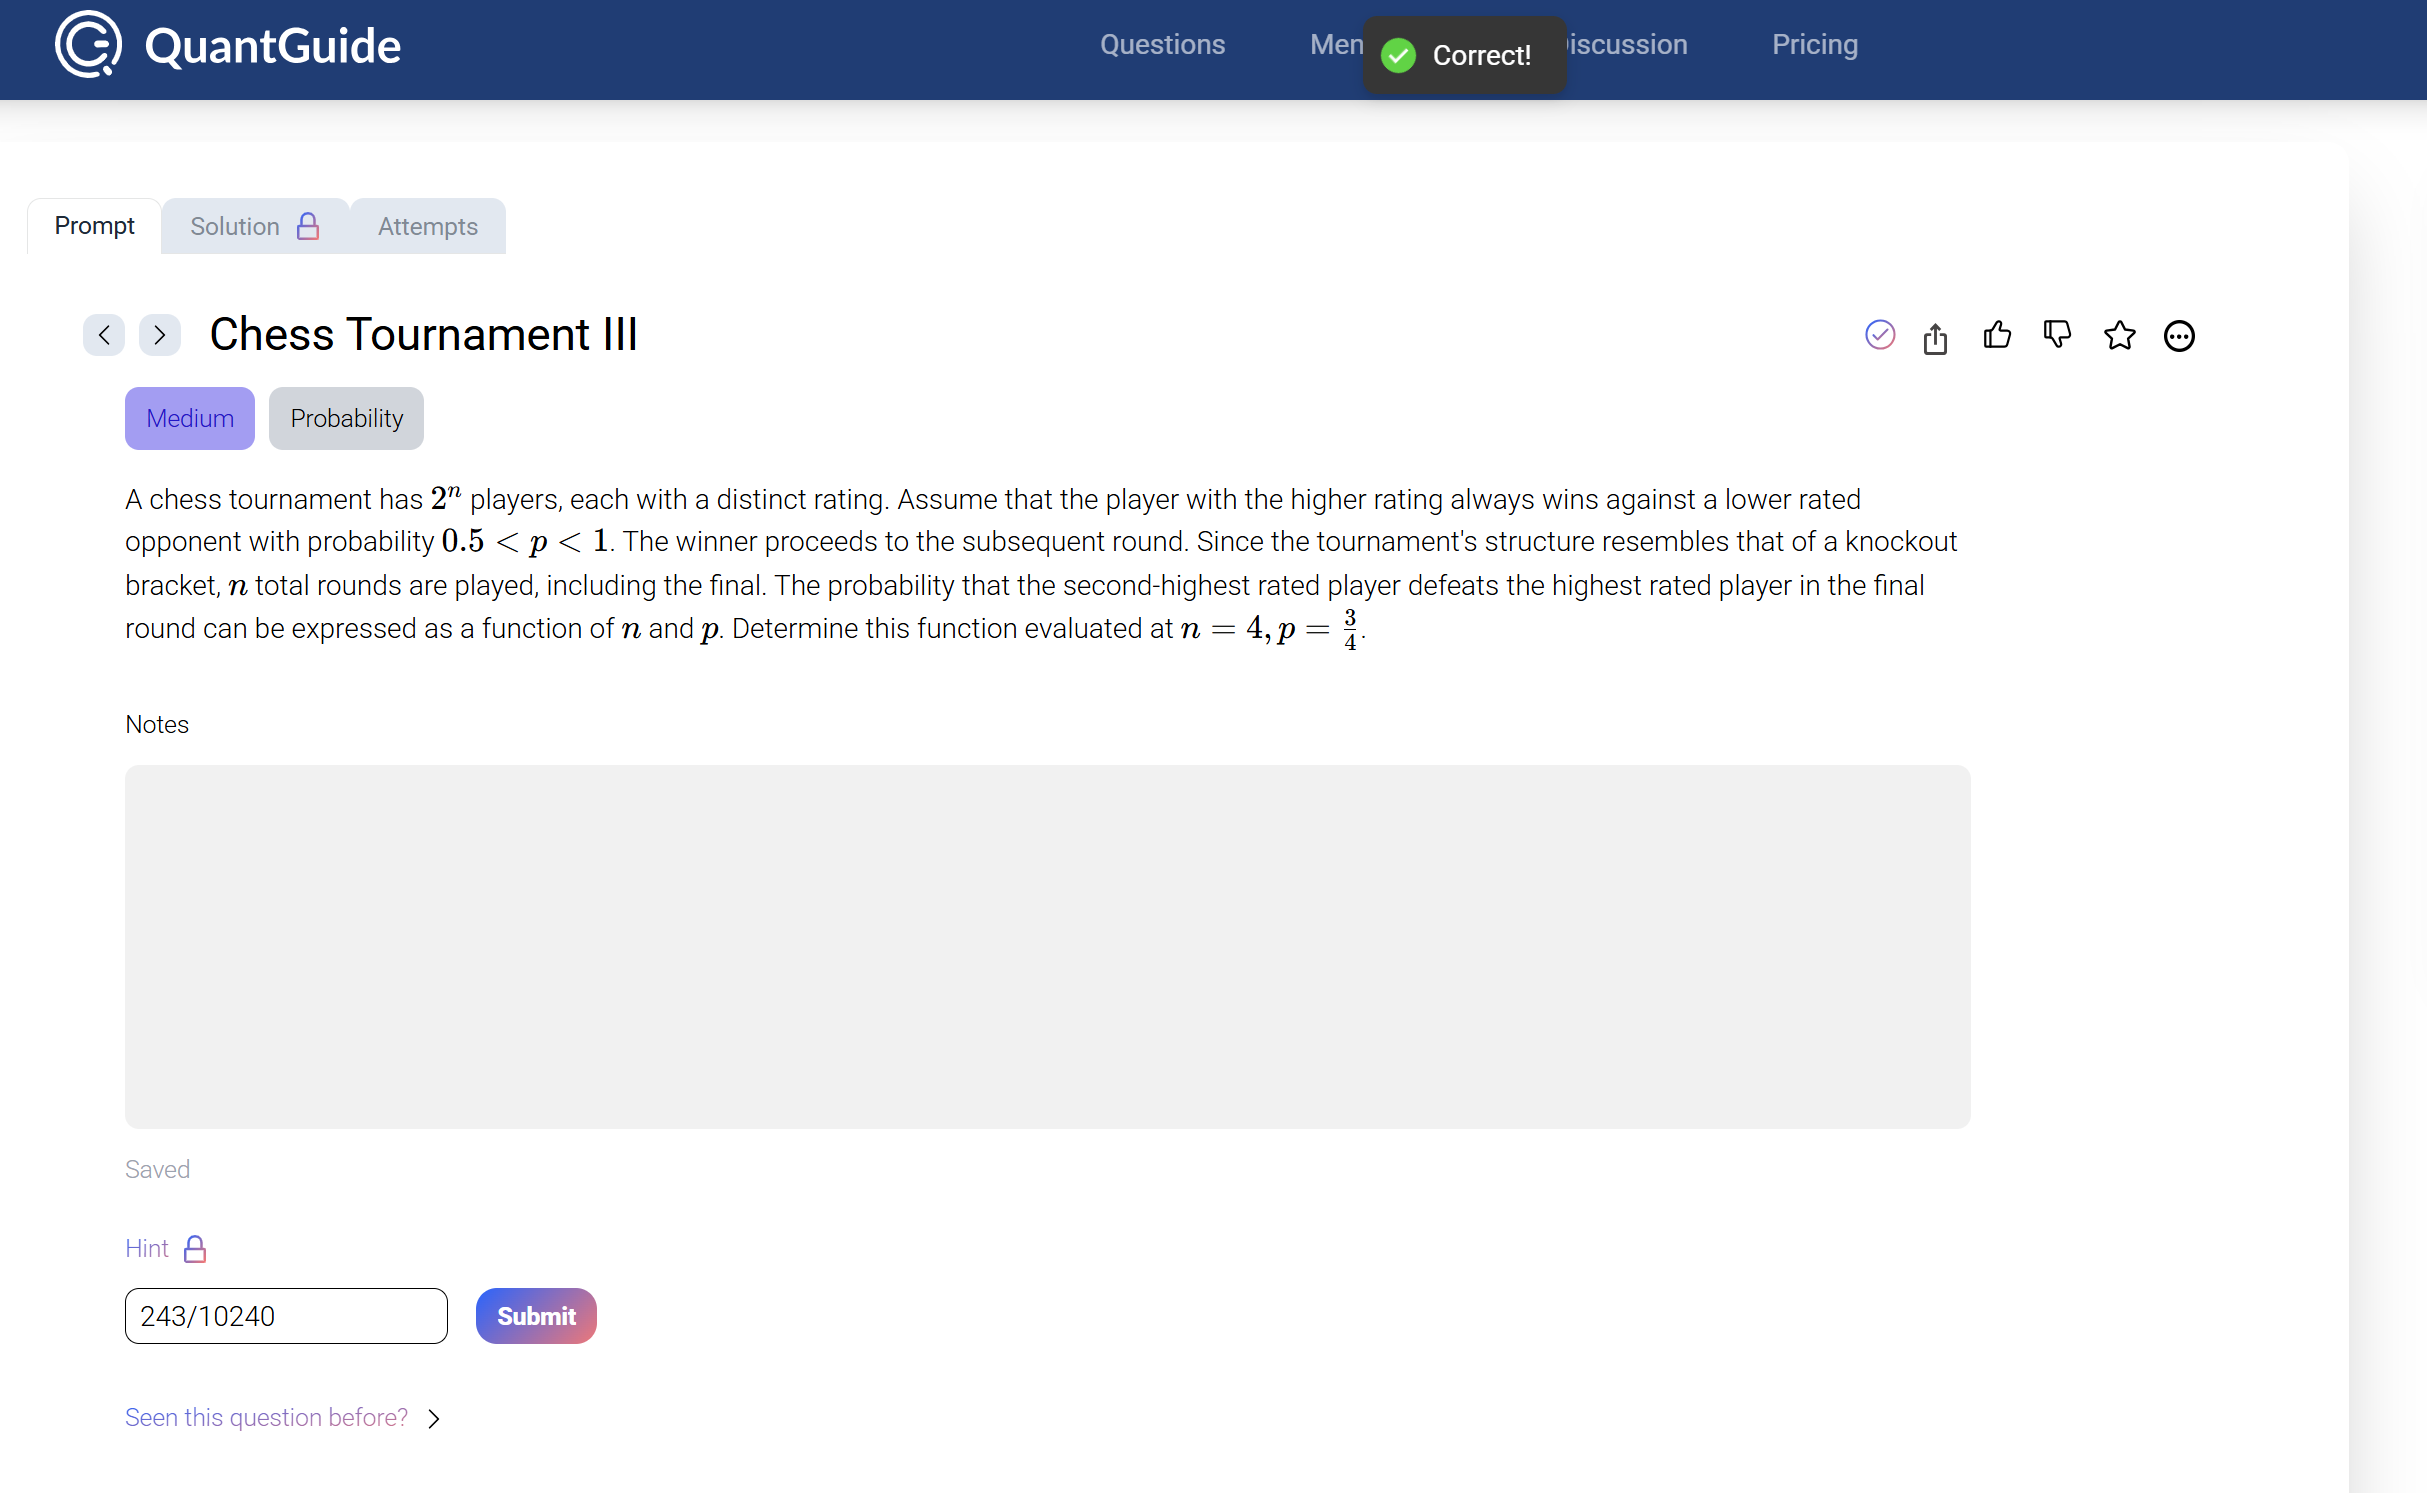 QuantGuide
Questions Men iscussion Pricing
Correct!
Prompt Solution Attempts
Chess Tournament III
Medium Probability
A chess tournament has 2ⁿ players, each with a distinct rating. Assume that the player with the higher rating always wins against a lower rated
opponent with probability 0.5 < p < 1. The winner proceeds to the subsequent round. Since the tournament's structure resembles that of a knockout
bracket, n total rounds are played, including the final. The probability that the second-highest rated player defeats the highest rated player in the final
round can be expressed as a function of n and p. Determine this function evaluated at n = 4, p = 3/4.
Notes
Saved
Hint
243/10240 Submit
Seen this question before?